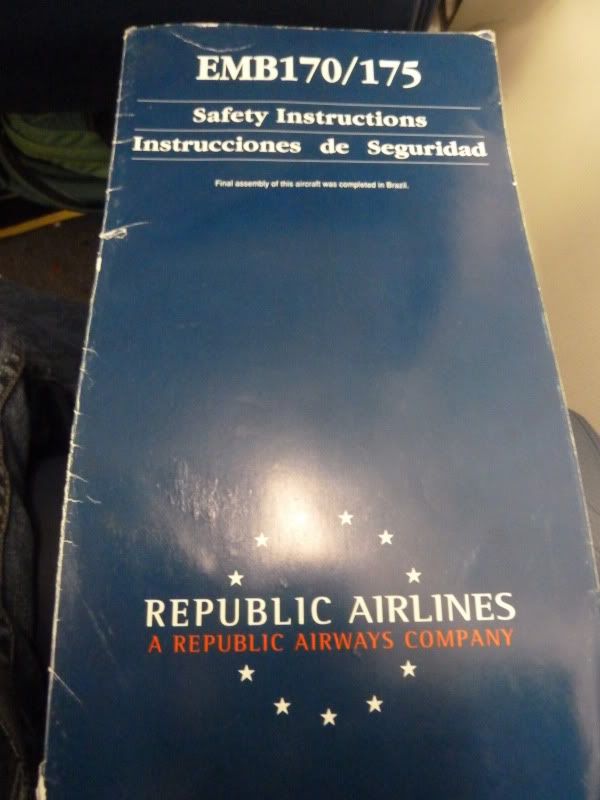 EMB170/175
Safety Instructions
Instrucciones de Seguridad
Final assembly of this aircraft was completed in Brazil.
REPUBLIC AIRLINES
A REPUBLIC AIRWAYS COMPANY